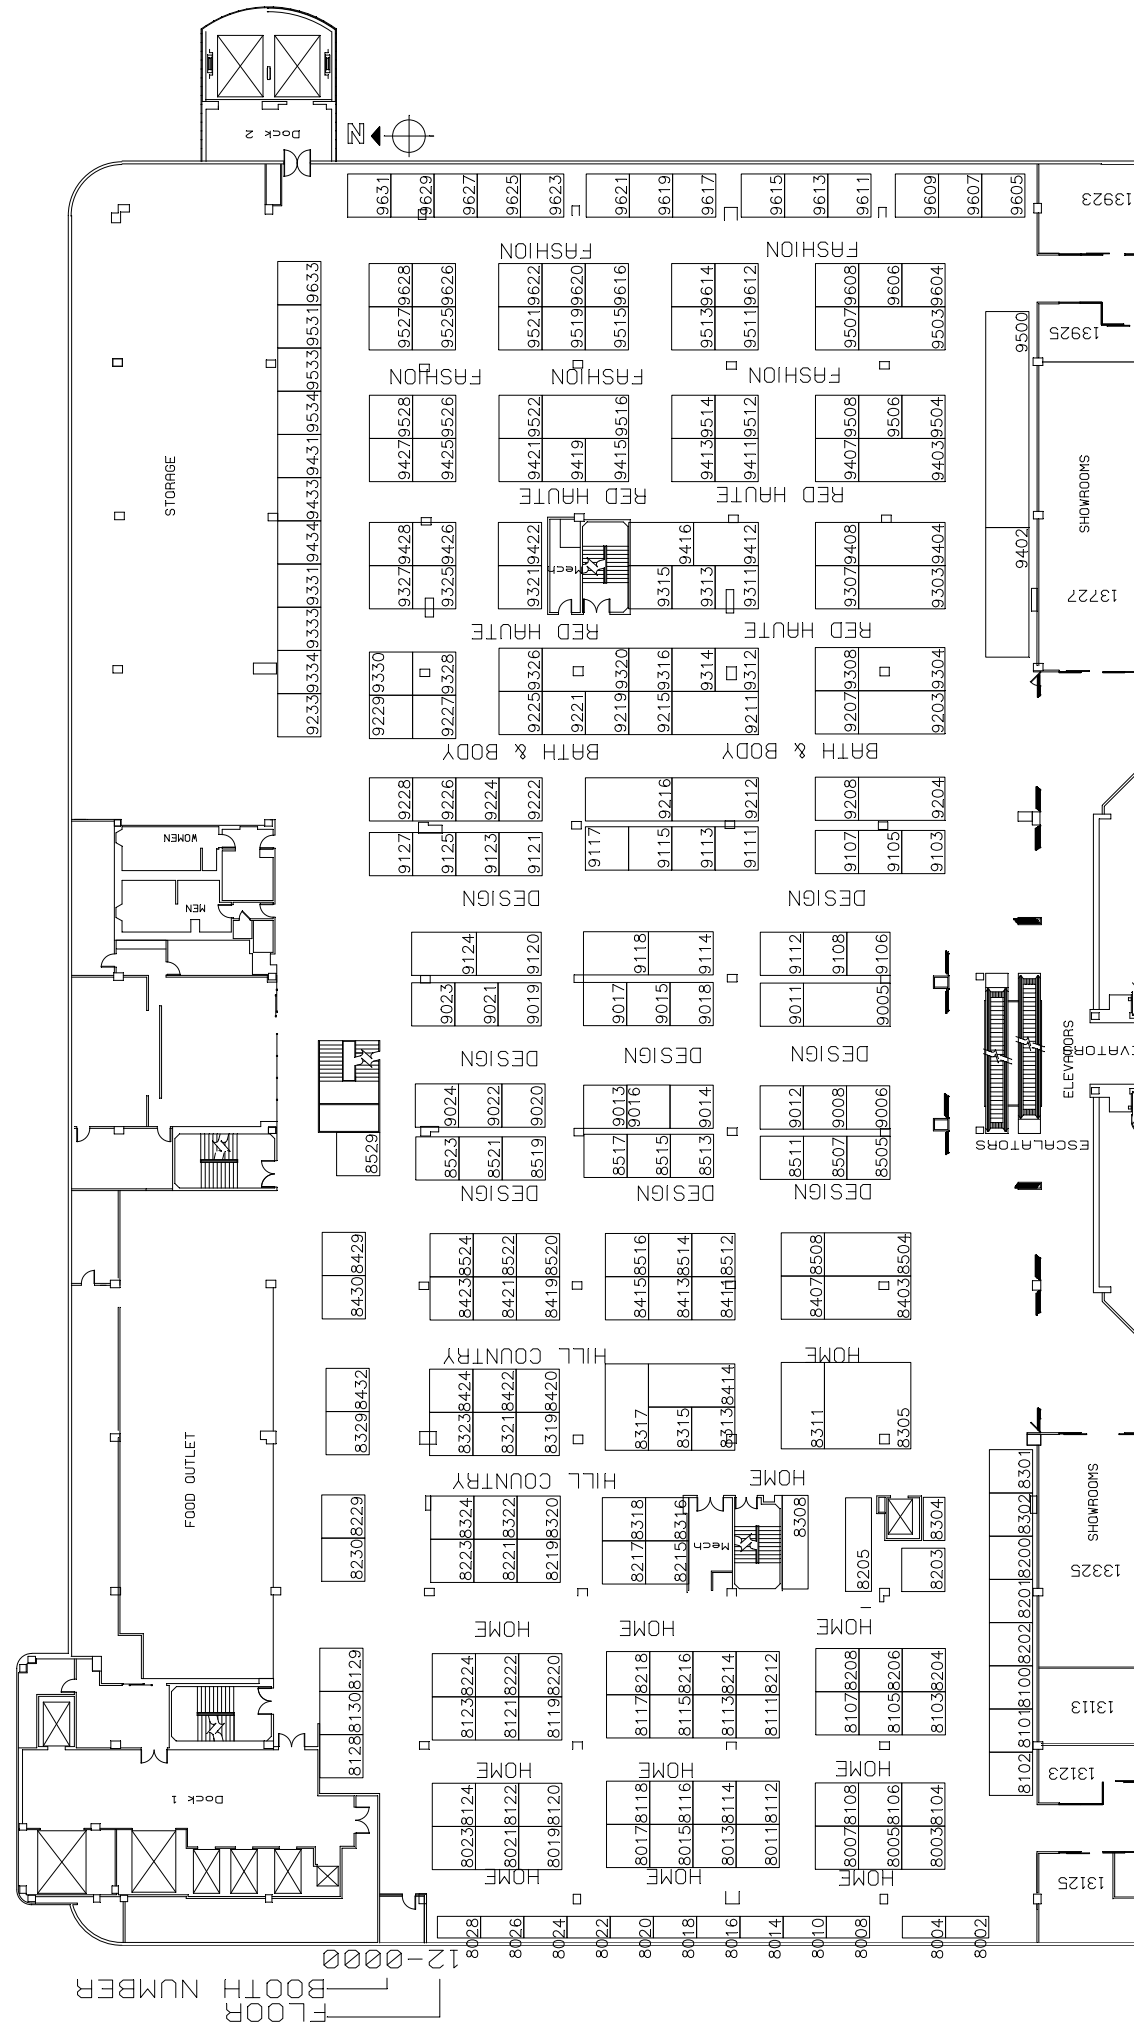 Dock 2
N
9631 9629 9627 9625 9623 9621 9619 9617 9615 9613 9611 9609 9607 9605
13923
FASHION FASHION
9633 9628 9626 9622 9620 9616 9614 9612 9608 9606 9604
9531 9527 9525 9521 9519 9515 9513 9511 9507 9503 9500
13925
9533
FASHION FASHION FASHION
9534 9528 9526 9522 9516 9514 9512 9508 9506 9504
9431 9427 9425 9421 9419 9415 9413 9411 9407 9403
STORAGE
SHOWROOMS
9433
RED HAUTE RED HAUTE
9434 9428 9426 9422 9416 9412 9408 9404 9402
Mech
9331 9327 9325 9321 9315 9313 9311 9307 9303
13727
9333
RED HAUTE RED HAUTE
9334 9330 9328 9326 9320 9316 9314 9312 9308 9304
9233 9229 9227 9225 9221 9219 9215 9211 9207 9203
BATH & BODY BATH & BODY
9228 9226 9224 9222 9216 9212 9208 9204
WOMEN
9127 9125 9123 9121 9117 9115 9113 9111 9107 9105 9103
MEN
DESIGN DESIGN
9124 9120 9118 9114 9112 9108 9106
9023 9021 9019 9017 9015 9018 9011 9005
DESIGN DESIGN DESIGN
ELEVATORS
9024 9022 9020 9013 9016 9014 9012 9008 9006
8529 8523 8521 8519 8517 8515 8513 8511 8507 8505
ESCALATORS
DESIGN DESIGN DESIGN
8429 8524 8522 8520 8516 8514 8512 8508 8504
8430 8423 8421 8419 8415 8413 8411 8407 8403
HILL COUNTRY HOME
8432 8424 8422 8420 8414
8329 8323 8321 8319 8317 8315 8313 8311 8305
FOOD OUTLET
HILL COUNTRY HOME
8301
SHOWROOMS
8229 8324 8322 8320 8318 8316 8308 8304 8302
Mech
8230 8223 8221 8219 8217 8215 8205 8203 8200
13325
8201
HOME HOME HOME
8202
8129 8224 8222 8220 8218 8216 8214 8212 8208 8206 8204
8100
8130 8123 8121 8119 8117 8115 8113 8111 8107 8105 8103
13113
8101
8128
HOME HOME HOME
8102
13123
Dock 1
8124 8122 8120 8118 8116 8114 8112 8108 8106 8104
8023 8021 8019 8017 8015 8013 8011 8007 8005 8003
HOME HOME HOME
13125
8028 8026 8024 8022 8020 8018 8016 8014 8010 8008 8004 8002
12-0000
BOOTH NUMBER
FLOOR